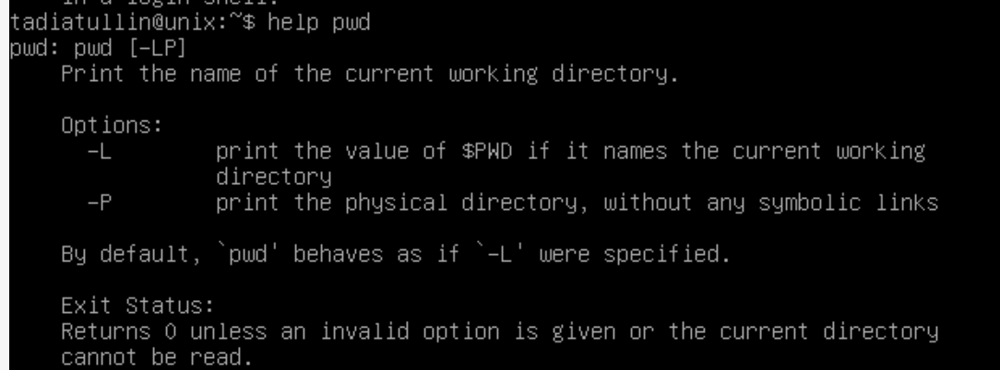 in a login shell.
tadiatullin@unix:~$ help pwd
pwd: pwd [-LP]
    Print the name of the current working directory.

    Options:
      -L        print the value of $PWD if it names the current working
                directory
      -P        print the physical directory, without any symbolic links

    By default, `pwd' behaves as if `-L' were specified.

    Exit Status:
    Returns 0 unless an invalid option is given or the current directory
    cannot be read.